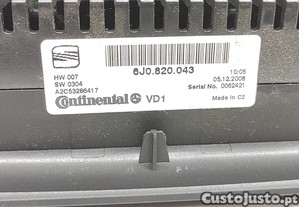 6J0.820.043
HW 007
SW 0304
A2C53286417
10:05
05.12.2008
Serial No. 0062421
Continental VD1
Made in C2
CustoJusto.pt